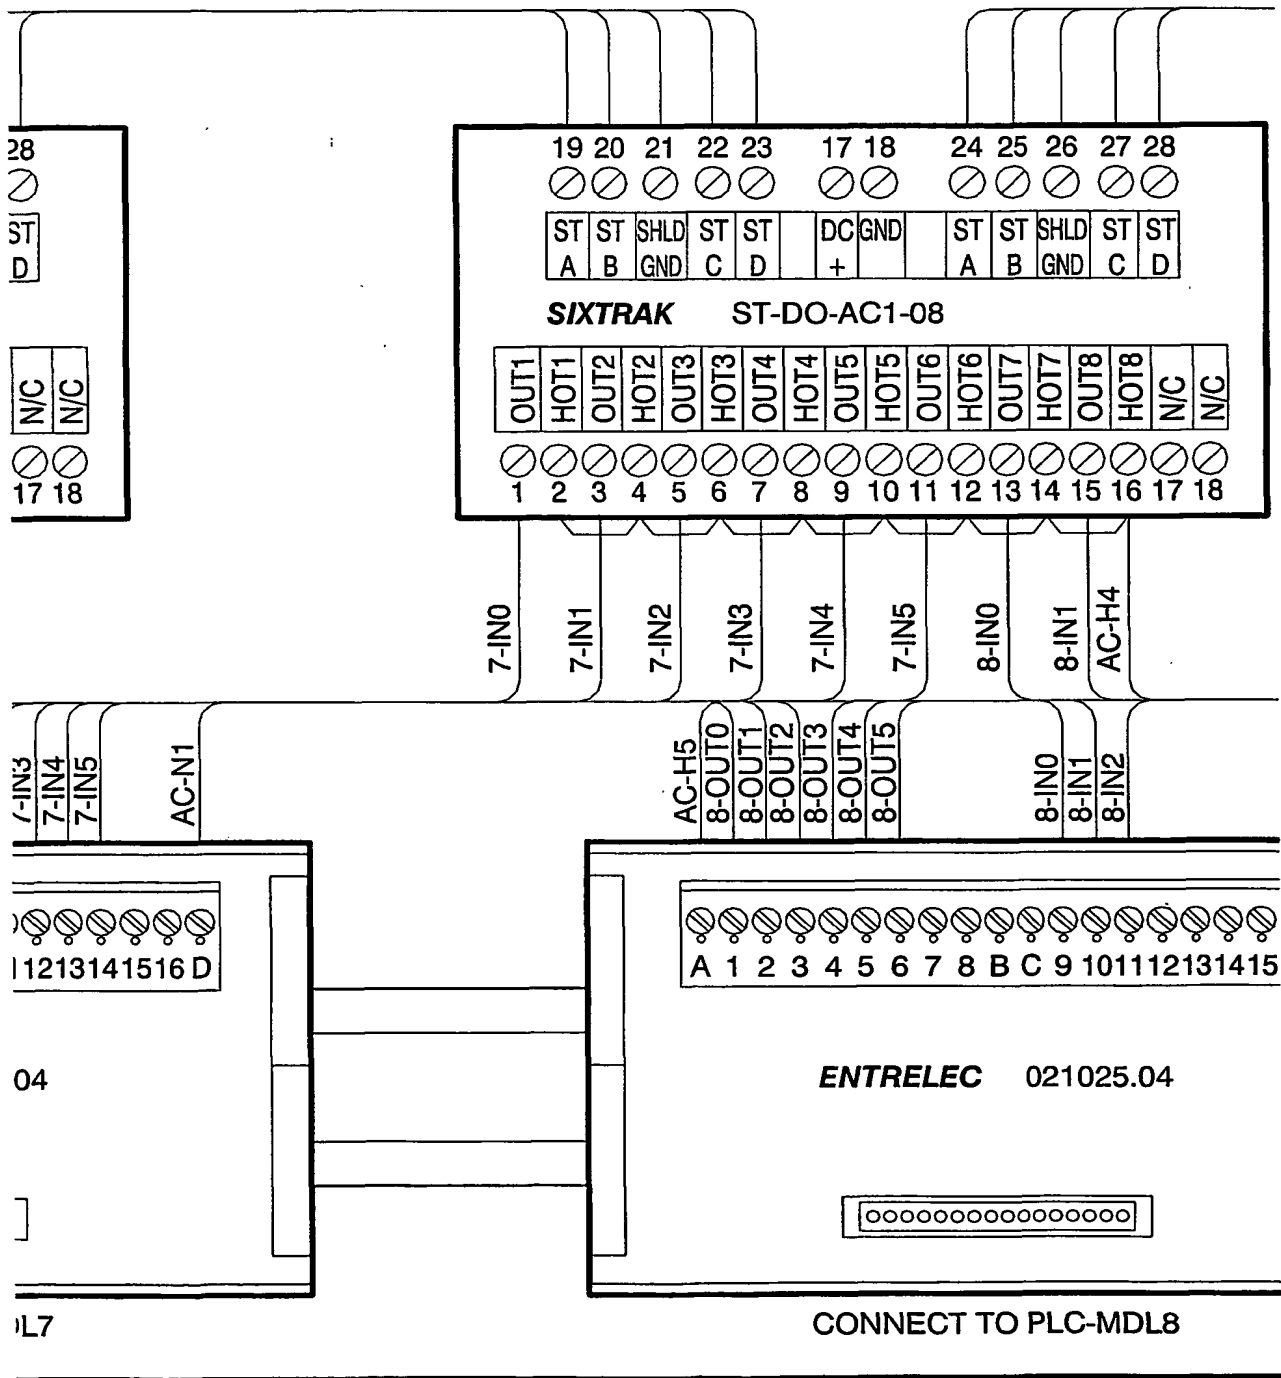 28
19 20 21 22 23 17 18 24 25 26 27 28
ST ST ST SHLD ST ST DC GND ST ST SHLD ST ST
D A B GND C D + A B GND C D
SIXTRAK ST-DO-AC1-08
N/C N/C OUT1 HOT1 OUT2 HOT2 OUT3 HOT3 OUT4 HOT4 OUT5 HOT5 OUT6 HOT6 OUT7 HOT7 OUT8 HOT8 N/C N/C
17 18 1 2 3 4 5 6 7 8 9 10 11 12 13 14 15 16 17 18
7-IN0 7-IN1 7-IN2 7-IN3 7-IN4 7-IN5 8-IN0 8-IN1 AC-H4
7-IN3 7-IN4 7-IN5 AC-N1 AC-H5 8-OUT0 8-OUT1 8-OUT2 8-OUT3 8-OUT4 8-OUT5 8-IN0 8-IN1 8-IN2
12 13 14 15 16 D A 1 2 3 4 5 6 7 8 B C 9 10 11 12 13 14 15
04 ENTRELEC 021025.04
L7 CONNECT TO PLC-MDL8